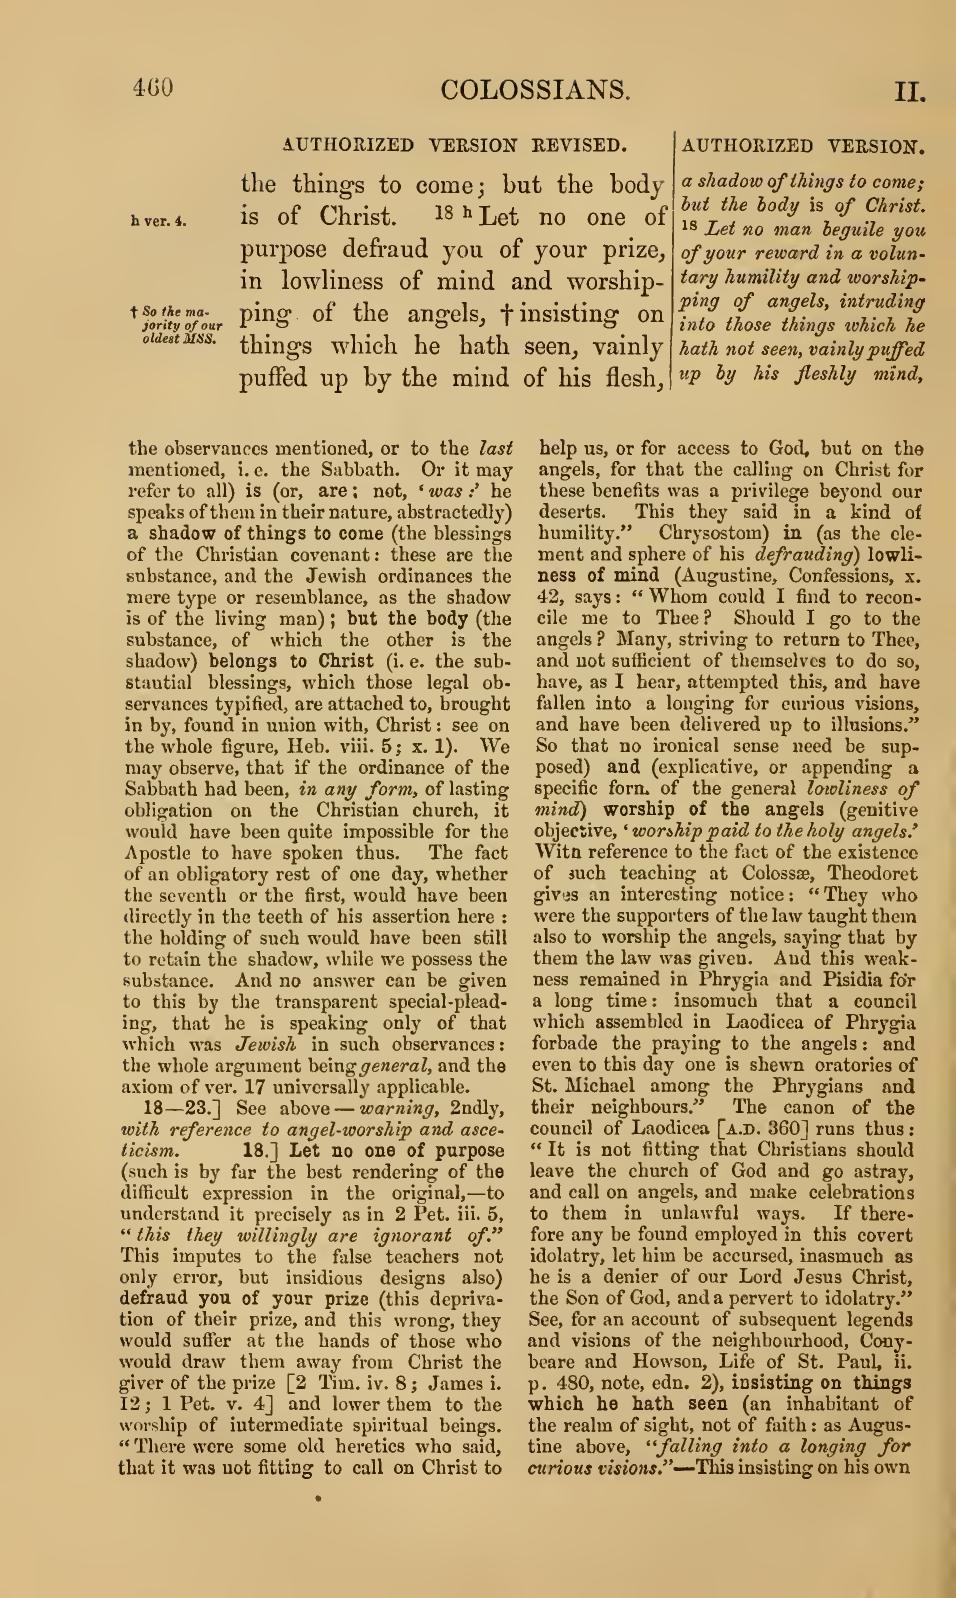 460
COLOSSIANS.
II.
AUTHORIZED VERSION REVISED.
h ver. 4.
† So the ma-
jority of our
oldest MSS.
the things to come; but the body
is of Christ. 18 h Let no one of
purpose defraud you of your prize,
in lowliness of mind and worship-
ping of the angels, † insisting on
things which he hath seen, vainly
puffed up by the mind of his flesh,
AUTHORIZED VERSION.
a shadow of things to come;
but the body is of Christ.
18 Let no man beguile you
of your reward in a volun-
tary humility and worship-
ping of angels, intruding
into those things which he
hath not seen, vainly puffed
up by his fleshly mind,
the observances mentioned, or to the last
mentioned, i. e. the Sabbath. Or it may
refer to all) is (or, are; not, ‘was:’ he
speaks of them in their nature, abstractedly)
a shadow of things to come (the blessings
of the Christian covenant: these are the
substance, and the Jewish ordinances the
mere type or resemblance, as the shadow
is of the living man); but the body (the
substance, of which the other is the
shadow) belongs to Christ (i. e. the sub-
stantial blessings, which those legal ob-
servances typified, are attached to, brought
in by, found in union with, Christ: see on
the whole figure, Heb. viii. 5; x. 1). We
may observe, that if the ordinance of the
Sabbath had been, in any form, of lasting
obligation on the Christian church, it
would have been quite impossible for the
Apostle to have spoken thus. The fact
of an obligatory rest of one day, whether
the seventh or the first, would have been
directly in the teeth of his assertion here :
the holding of such would have been still
to retain the shadow, while we possess the
substance. And no answer can be given
to this by the transparent special-plead-
ing, that he is speaking only of that
which was Jewish in such observances:
the whole argument being general, and the
axiom of ver. 17 universally applicable.
18—23.] See above—warning, 2ndly,
with reference to angel-worship and asce-
ticism. 18.] Let no one of purpose
(such is by far the best rendering of the
difficult expression in the original,—to
understand it precisely as in 2 Pet. iii. 5,
“this they willingly are ignorant of.”
This imputes to the false teachers not
only error, but insidious designs also)
defraud you of your prize (this depriva-
tion of their prize, and this wrong, they
would suffer at the hands of those who
would draw them away from Christ the
giver of the prize [2 Tim. iv. 8; James i.
12; 1 Pet. v. 4] and lower them to the
worship of intermediate spiritual beings.
“There were some old heretics who said,
that it was not fitting to call on Christ to
help us, or for access to God, but on the
angels, for that the calling on Christ for
these benefits was a privilege beyond our
deserts. This they said in a kind of
humility.” Chrysostom) in (as the ele-
ment and sphere of his defrauding) lowli-
ness of mind (Augustine, Confessions, x.
42, says: “Whom could I find to recon-
cile me to Thee? Should I go to the
angels? Many, striving to return to Thee,
and not sufficient of themselves to do so,
have, as I hear, attempted this, and have
fallen into a longing for curious visions,
and have been delivered up to illusions.”
So that no ironical sense need be sup-
posed) and (explicative, or appending a
specific form of the general lowliness of
mind) worship of the angels (genitive
objective, ‘worship paid to the holy angels.’
With reference to the fact of the existence
of such teaching at Colossæ, Theodoret
gives an interesting notice: “They who
were the supporters of the law taught them
also to worship the angels, saying that by
them the law was given. And this weak-
ness remained in Phrygia and Pisidia for
a long time: insomuch that a council
which assembled in Laodicea of Phrygia
forbade the praying to the angels: and
even to this day one is shewn oratories of
St. Michael among the Phrygians and
their neighbours.” The canon of the
council of Laodicea [A.D. 360] runs thus:
“It is not fitting that Christians should
leave the church of God and go astray,
and call on angels, and make celebrations
to them in unlawful ways. If there-
fore any be found employed in this covert
idolatry, let him be accursed, inasmuch as
he is a denier of our Lord Jesus Christ,
the Son of God, and a pervert to idolatry.”
See, for an account of subsequent legends
and visions of the neighbourhood, Cony-
beare and Howson, Life of St. Paul, ii.
p. 480, note, edn. 2), insisting on things
which he hath seen (an inhabitant of
the realm of sight, not of faith: as Augus-
tine above, “falling into a longing for
curious visions.”—This insisting on his own